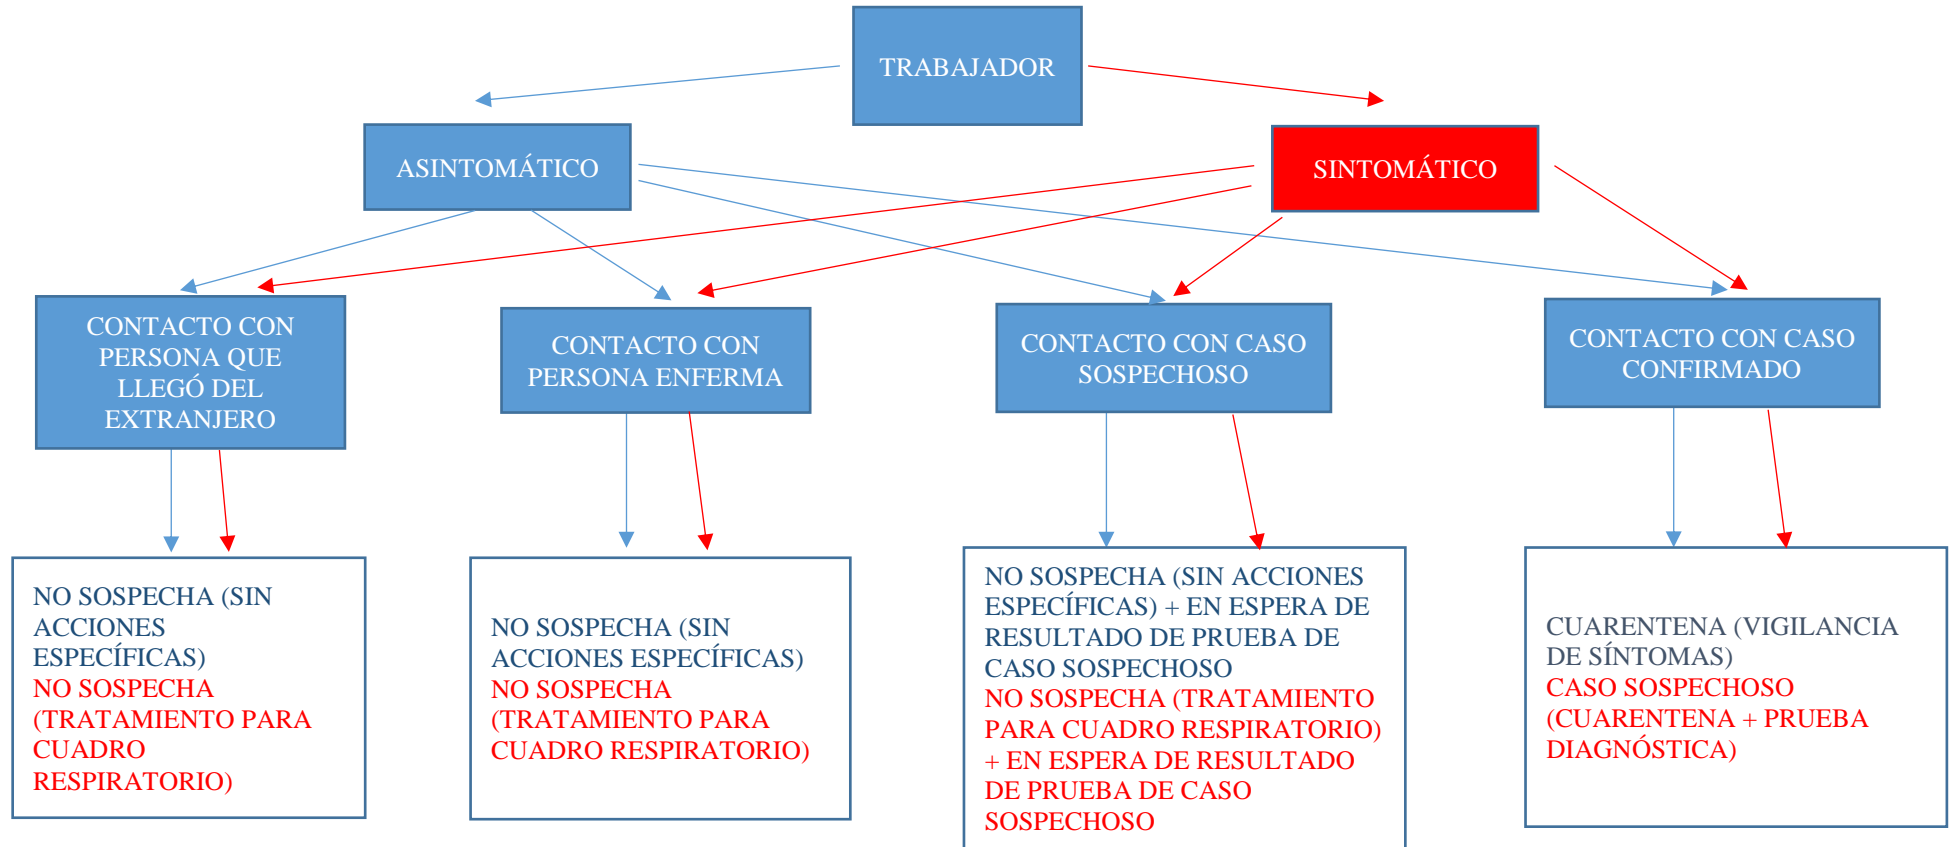 TRABAJADOR
ASINTOMÁTICO
SINTOMÁTICO
CONTACTO CON
PERSONA QUE
LLEGÓ DEL
EXTRANJERO
CONTACTO CON
PERSONA ENFERMA
CONTACTO CON CASO
SOSPECHOSO
CONTACTO CON CASO
CONFIRMADO
NO SOSPECHA (SIN
ACCIONES
ESPECÍFICAS)
NO SOSPECHA
(TRATAMIENTO PARA
CUADRO
RESPIRATORIO)
NO SOSPECHA (SIN
ACCIONES ESPECÍFICAS)
NO SOSPECHA
(TRATAMIENTO PARA
CUADRO RESPIRATORIO)
NO SOSPECHA (SIN ACCIONES
ESPECÍFICAS) + EN ESPERA DE
RESULTADO DE PRUEBA DE
CASO SOSPECHOSO
NO SOSPECHA (TRATAMIENTO
PARA CUADRO RESPIRATORIO)
+ EN ESPERA DE RESULTADO
DE PRUEBA DE CASO
SOSPECHOSO
CUARENTENA (VIGILANCIA
DE SÍNTOMAS)
CASO SOSPECHOSO
(CUARENTENA + PRUEBA
DIAGNÓSTICA)